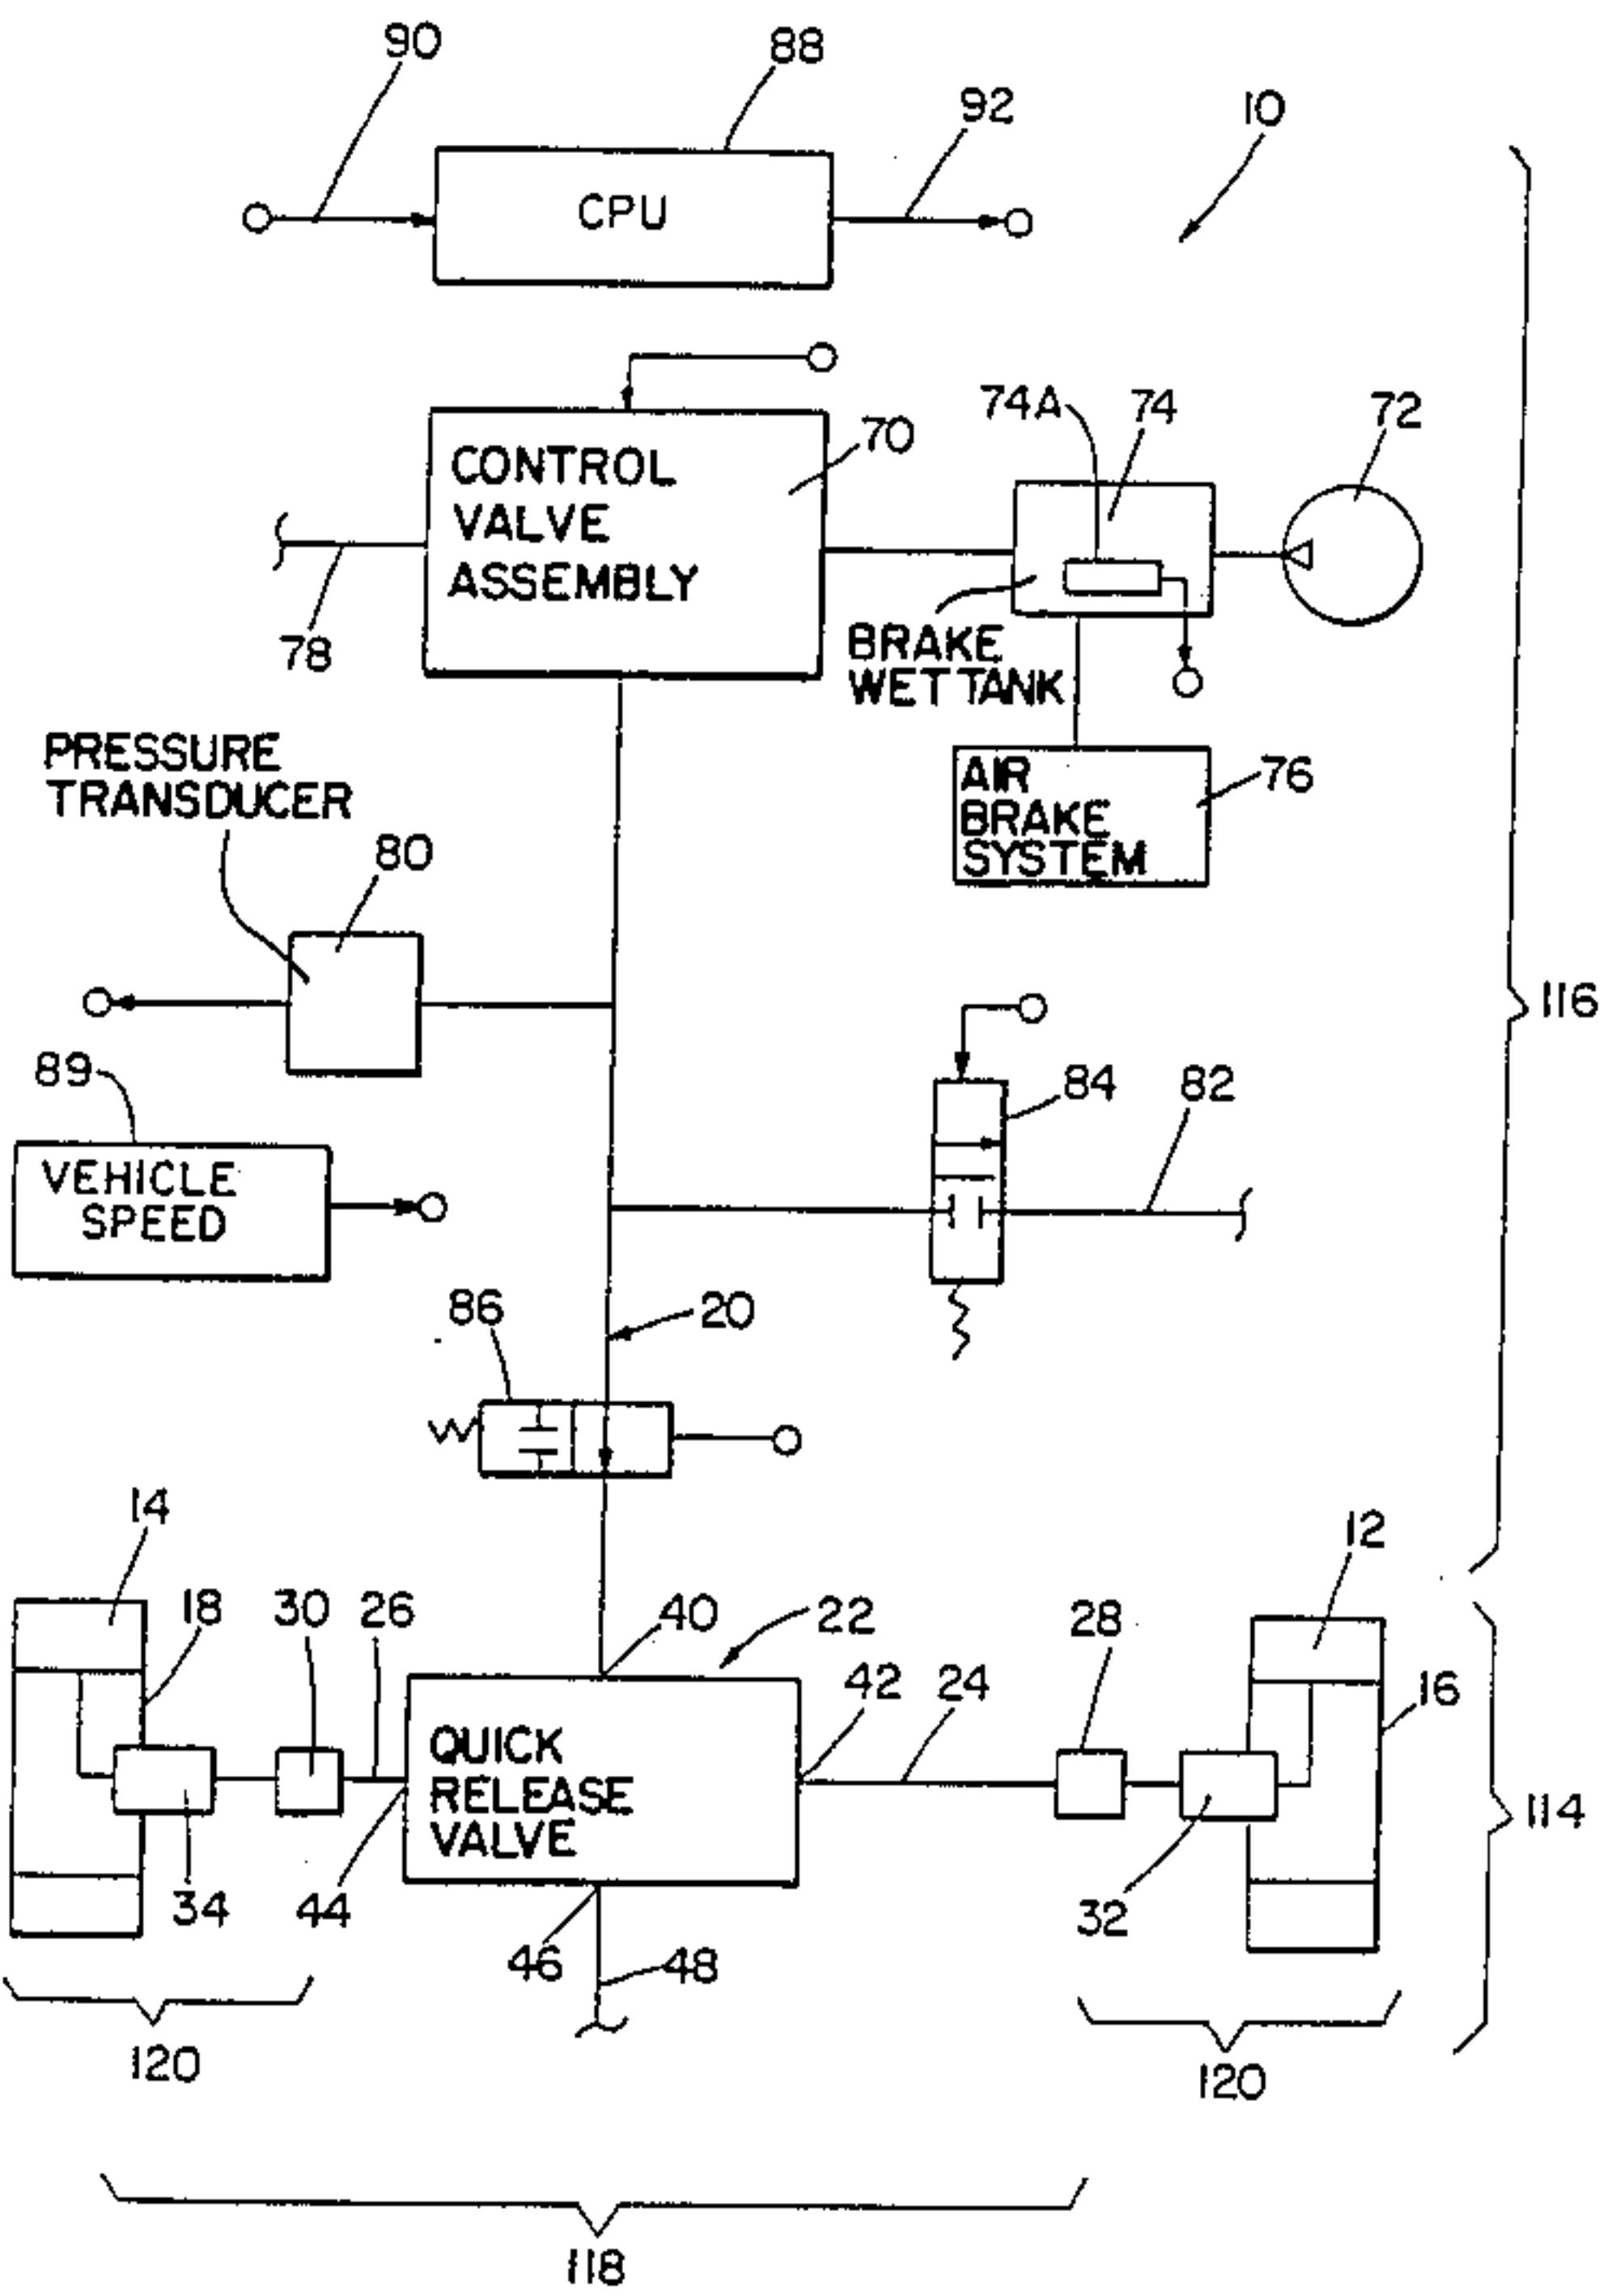 90
88
92
10
CPU
74A
74
72
70
CONTROL
VALVE
ASSEMBLY
78
BRAKE
WET TANK
PRESSURE
TRANSDUCER
AIR
BRAKE
SYSTEM
76
80
116
89
84
82
VEHICLE
SPEED
86
20
14
12
18
30
26
40
22
28
42
24
16
QUICK
RELEASE
VALVE
114
34
44
32
46
48
120
120
118